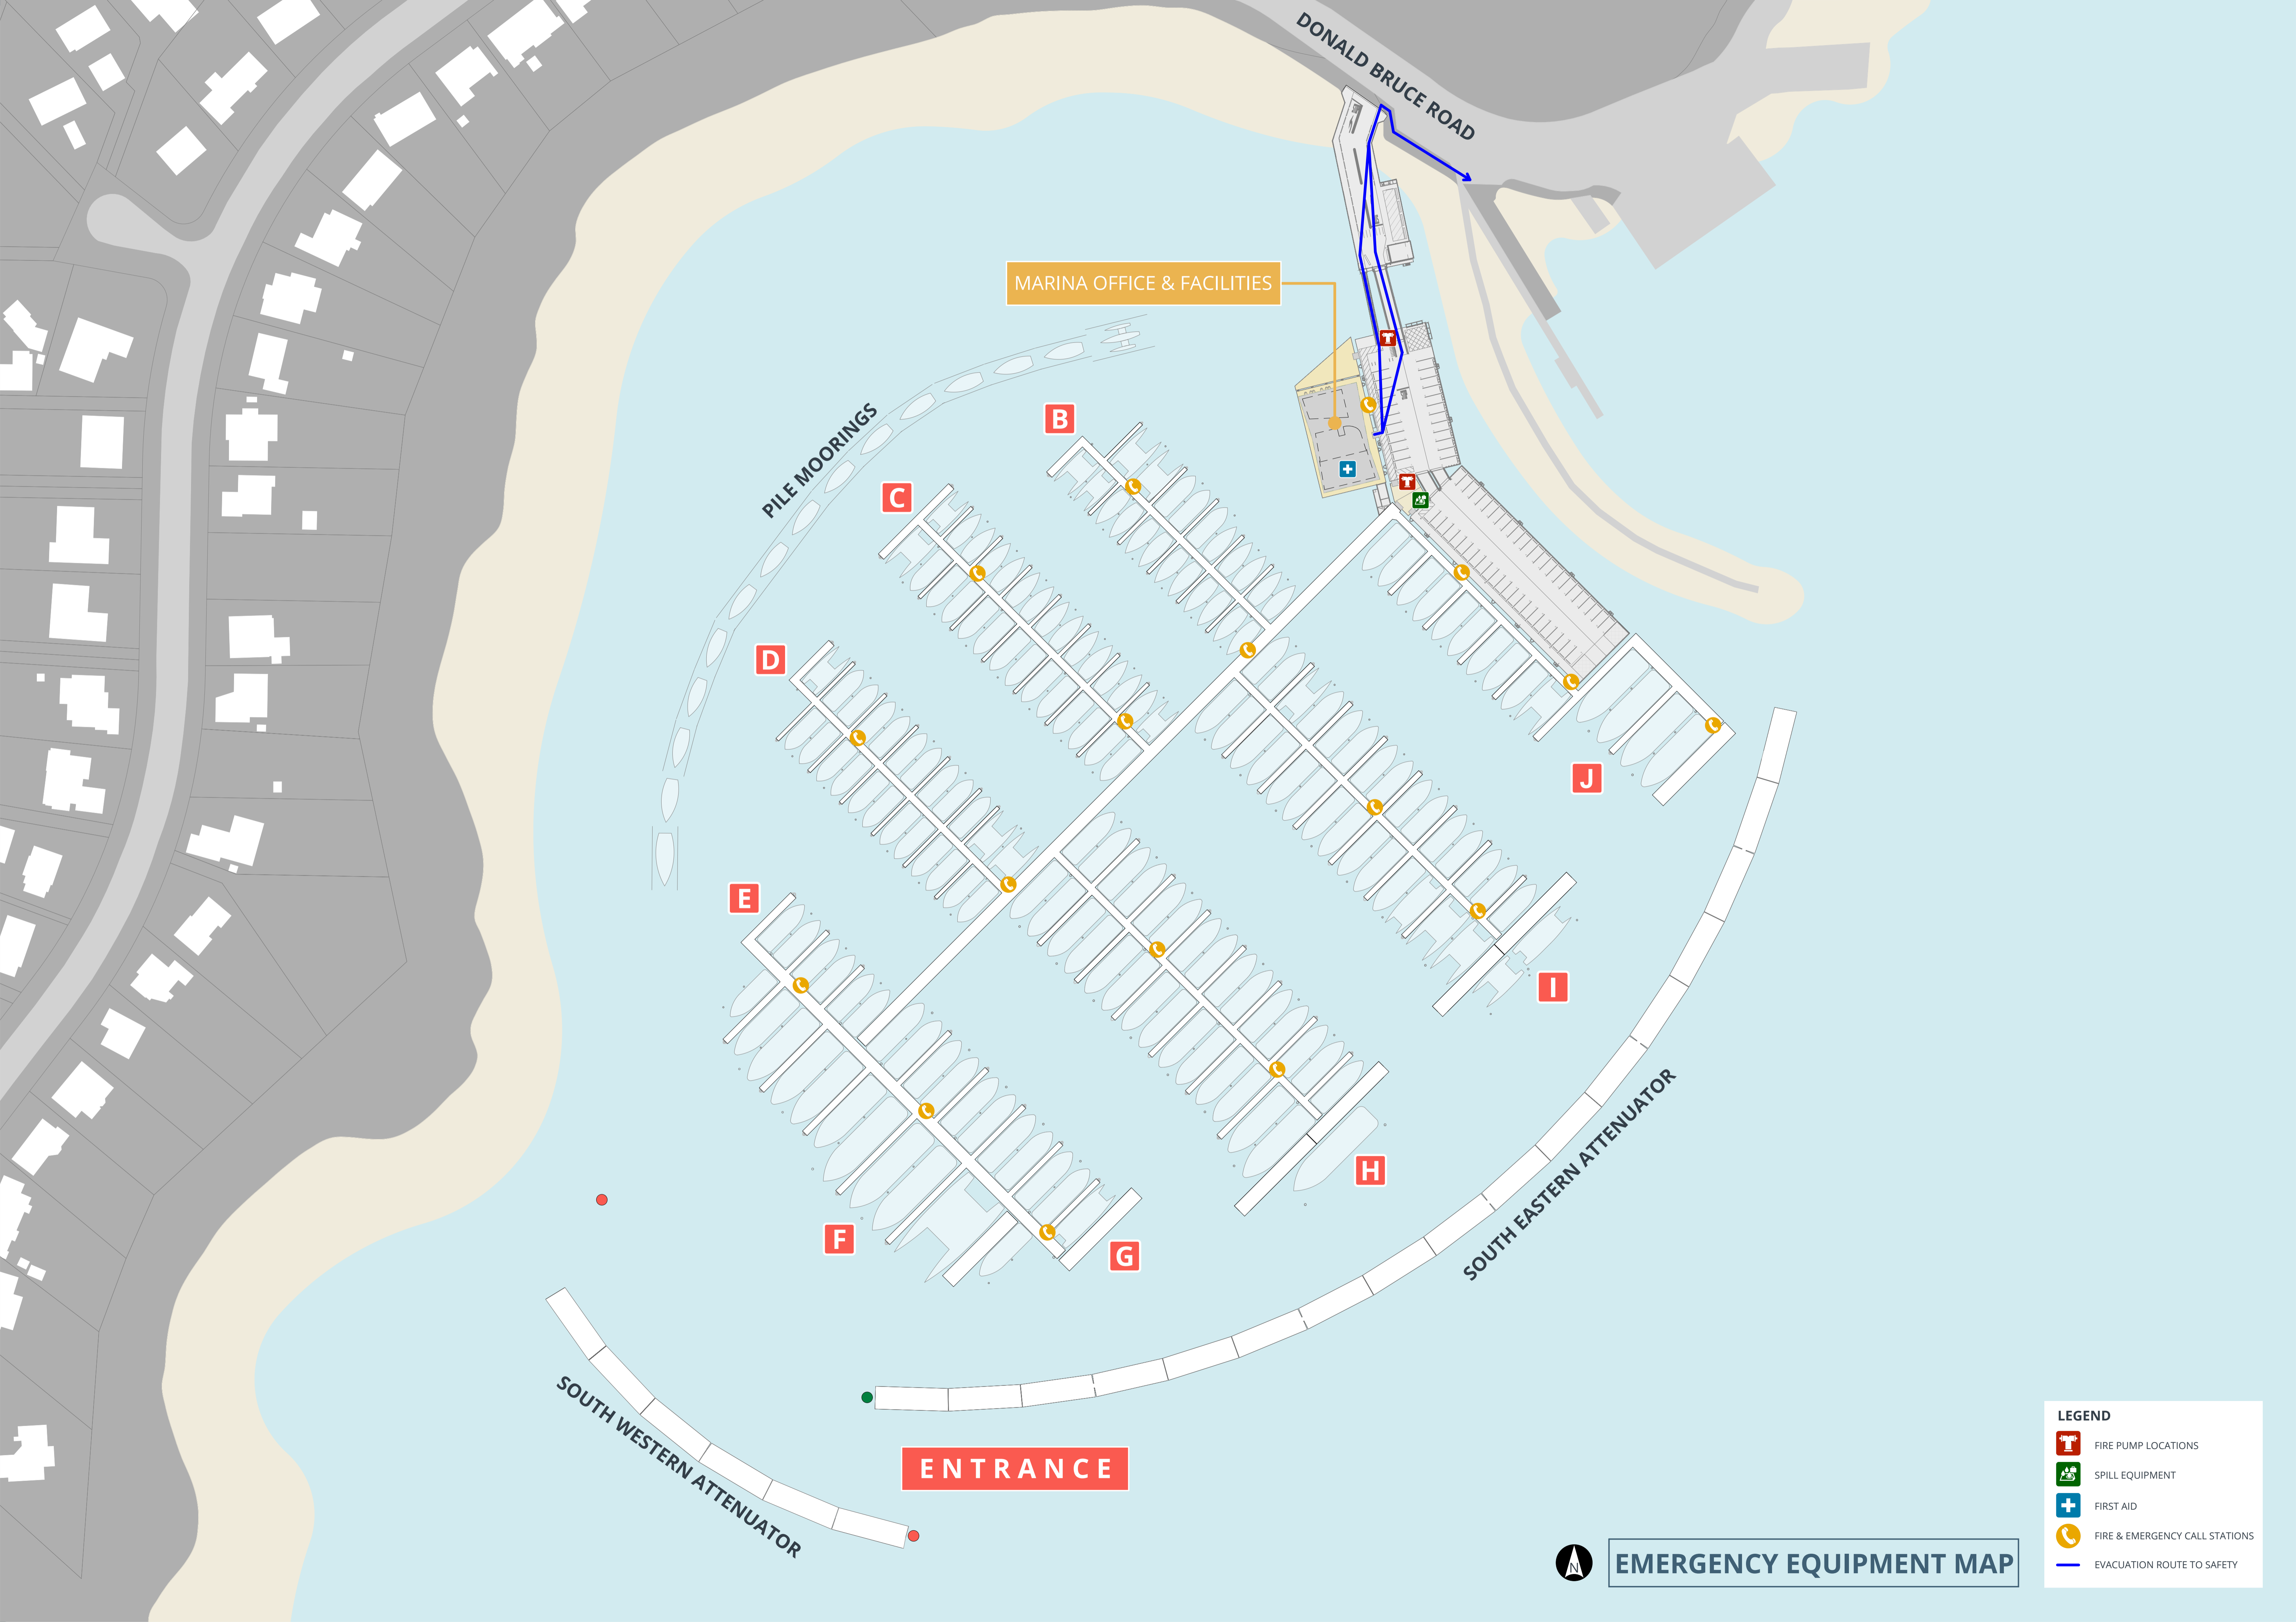 DONALD BRUCE ROAD
MARINA OFFICE & FACILITIES
PILE MOORINGS
B
C
D
E
J
I
H
F
G
SOUTH EASTERN ATTENUATOR
SOUTH WESTERN ATTENUATOR
ENTRANCE
LEGEND
FIRE PUMP LOCATIONS
SPILL EQUIPMENT
FIRST AID
FIRE & EMERGENCY CALL STATIONS
EVACUATION ROUTE TO SAFETY
N
EMERGENCY EQUIPMENT MAP